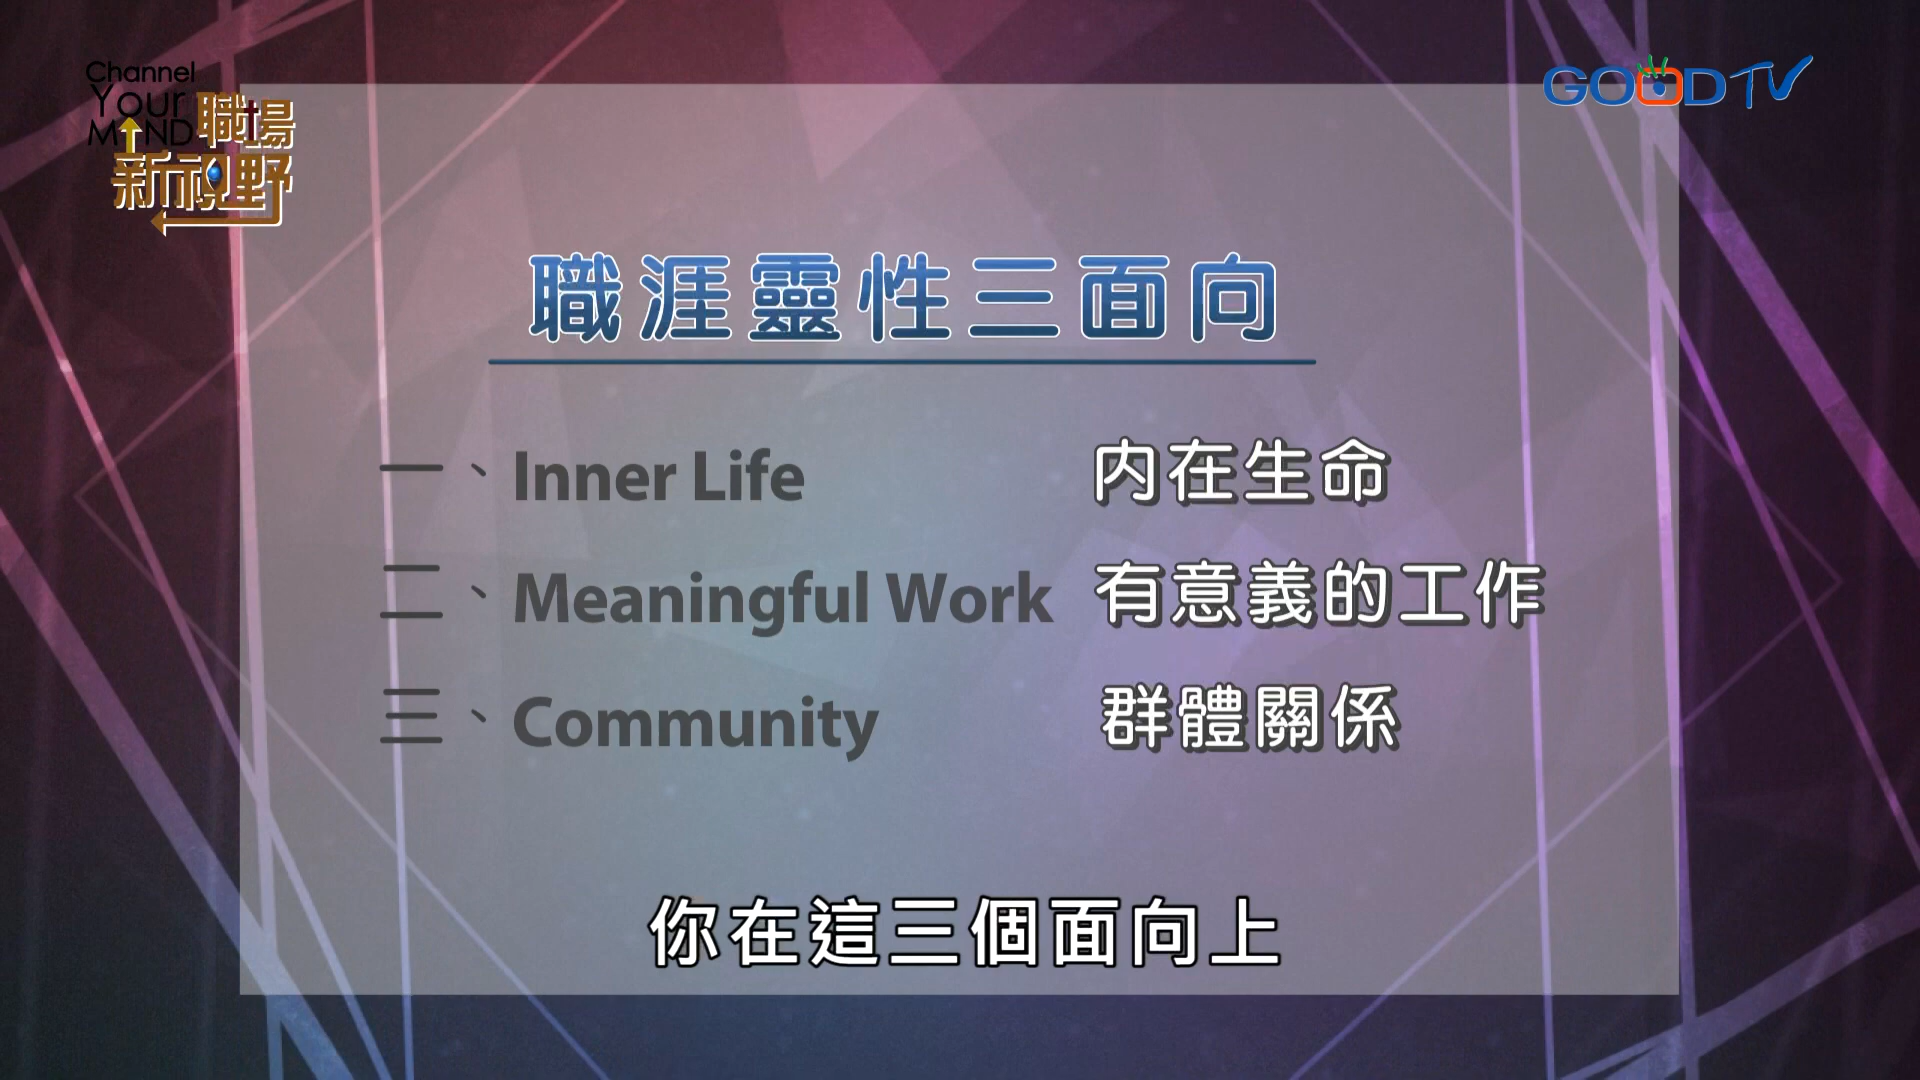 Channel
Your
MIND 職場
新視野
GOOD TV
職涯靈性三面向
一、Inner Life 內在生命
二、Meaningful Work 有意義的工作
三、Community 群體關係
你在這三個面向上